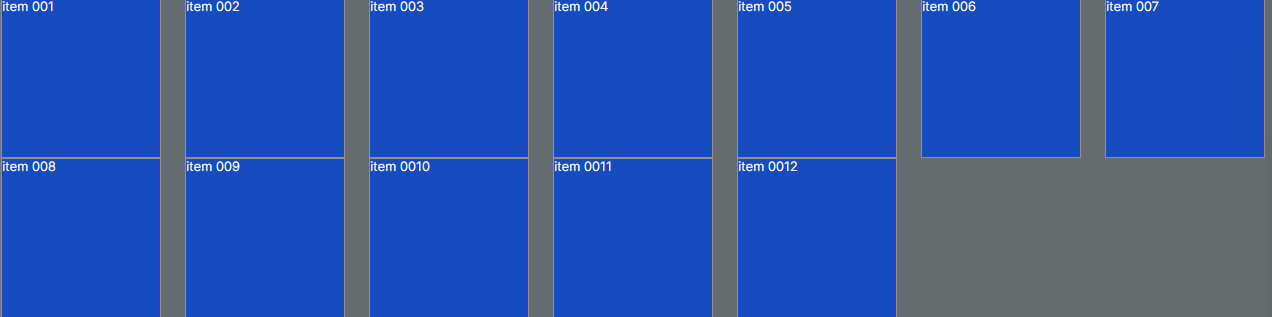 item 001
item 002
item 003
item 004
item 005
item 006
item 007
item 008
item 009
item 0010
item 0011
item 0012